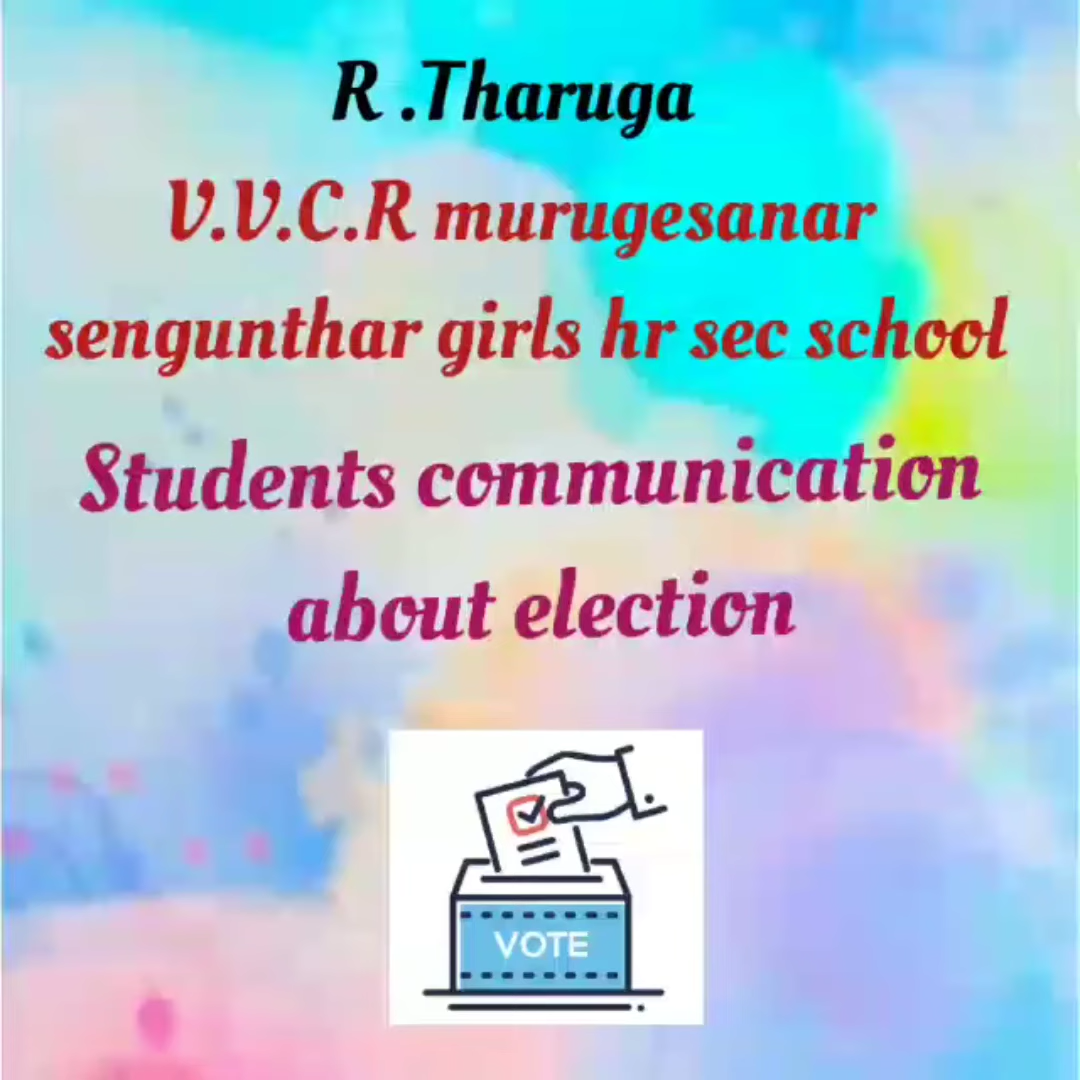 R .Tharuga
V.V.C.R murugesanar
sengunthar girls hr sec school
Students communication
about election
VOTE